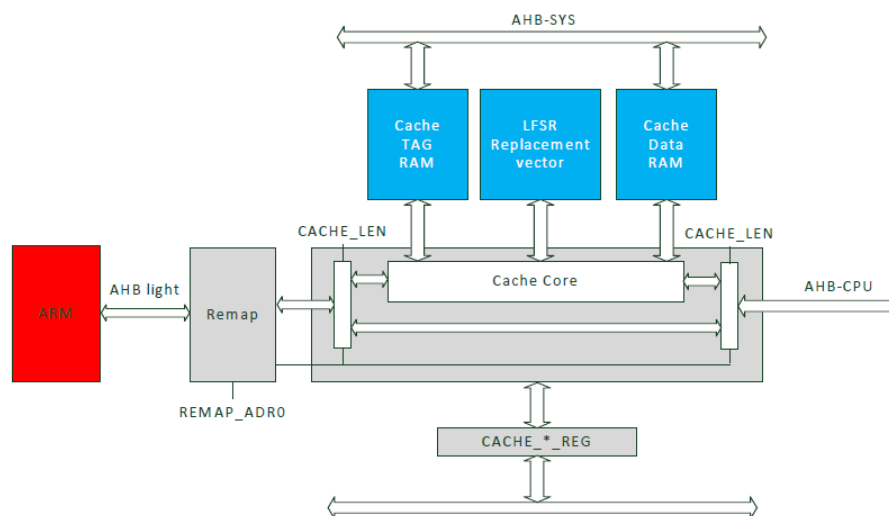 AHB-SYS
Cache
TAG
RAM
LFSR
Replacement
vector
Cache
Data
RAM
CACHE_LEN
CACHE_LEN
ARM
AHB light
Remap
Cache Core
AHB-CPU
REMAP_ADR0
CACHE_*_REG